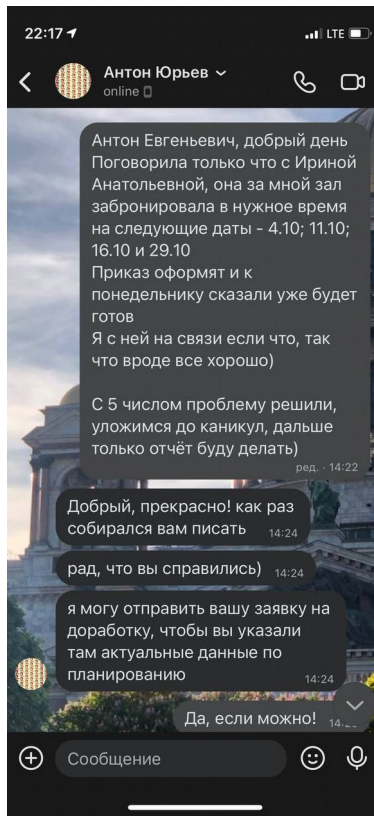 22:17
LTE
Антон Юрьев
online
Антон Евгеньевич, добрый день
Поговорила только что с Ириной
Анатольевной, она за мной зал
забронировала в нужное время
на следующие даты - 4.10; 11.10;
16.10 и 29.10
Приказ оформят и к
понедельнику сказали уже будет
готов
Я с ней на связи если что, так
что вроде все хорошо)
С 5 числом проблему решили,
уложимся до каникул, дальше
только отчёт буду делать)
ред. · 14:22
Добрый, прекрасно! как раз
собирался вам писать 14:24
рад, что вы справились) 14:24
я могу отправить вашу заявку на
доработку, чтобы вы указали
там актуальные данные по
планированию 14:24
Да, если можно!
Сообщение